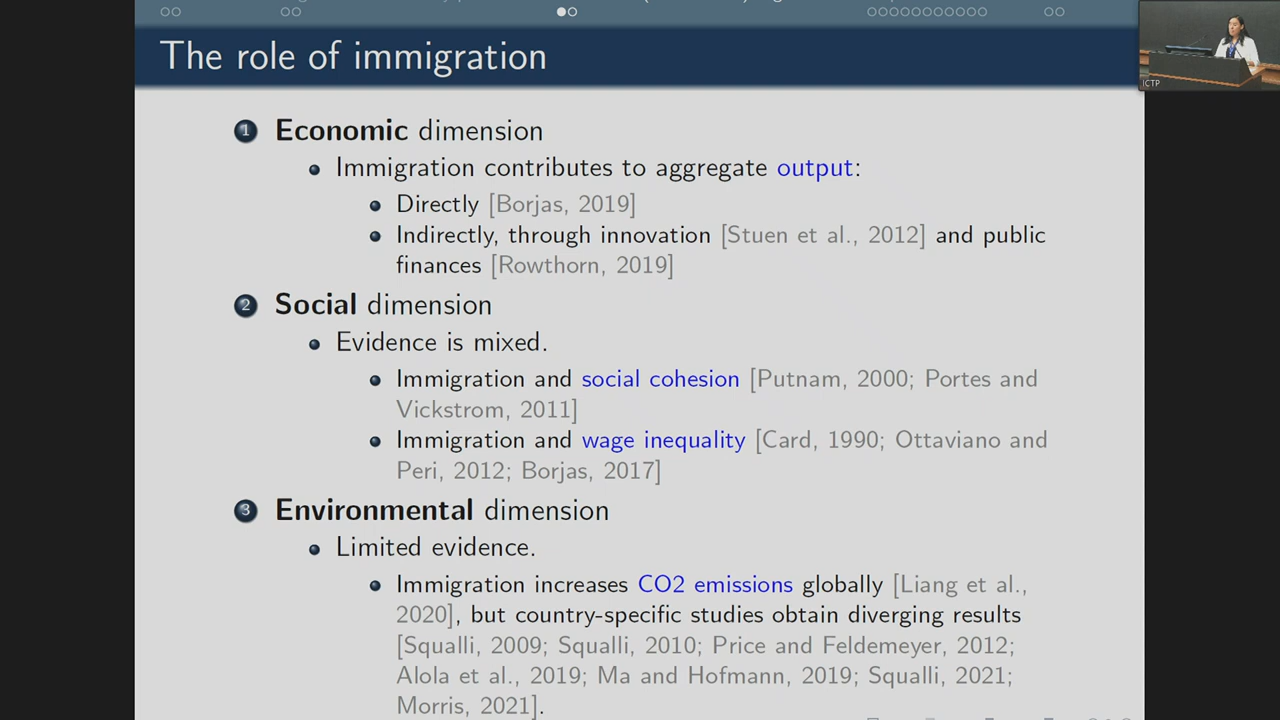 The role of immigration
ICTP
1 Economic dimension
Immigration contributes to aggregate output:
Directly [Borjas, 2019]
Indirectly, through innovation [Stuen et al., 2012] and public
finances [Rowthorn, 2019]
2 Social dimension
Evidence is mixed.
Immigration and social cohesion [Putnam, 2000; Portes and
Vickstrom, 2011]
Immigration and wage inequality [Card, 1990; Ottaviano and
Peri, 2012; Borjas, 2017]
3 Environmental dimension
Limited evidence.
Immigration increases CO2 emissions globally [Liang et al.,
2020], but country-specific studies obtain diverging results
[Squalli, 2009; Squalli, 2010; Price and Feldemeyer, 2012;
Alola et al., 2019; Ma and Hofmann, 2019; Squalli, 2021;
Morris, 2021].